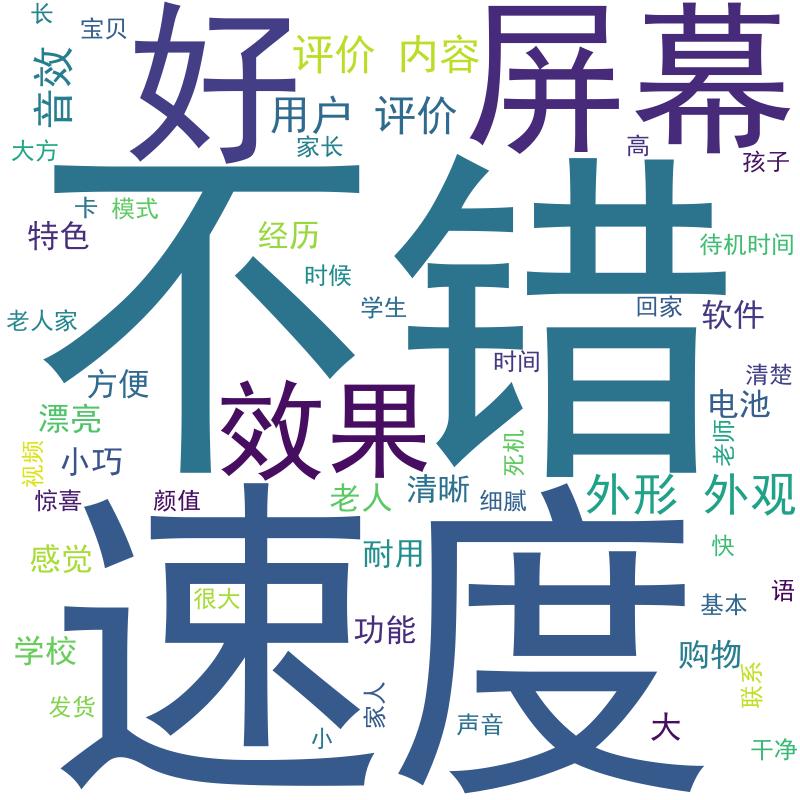 长
宝贝
好
屏幕
评价 内容
音效
用户 评价
大方
家长
高
孩子
不错
卡
模式
特色
经历
待机时间
时候
学生
回家
软件
老人家
时间
清楚
方便
效果
电池
漂亮
视频
小巧
死机
老师
惊喜
颜值
老人
清晰
细腻
外形 外观
速度
感觉
耐用
快
很大
语
基本
功能
学校
购物
联系
发货
家人
小
声音
大
干净